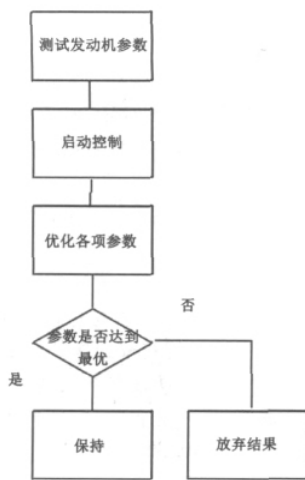 测试发动机参数
启动控制
优化各项参数
否
参数是否达到
最优
是
保持
放弃结果